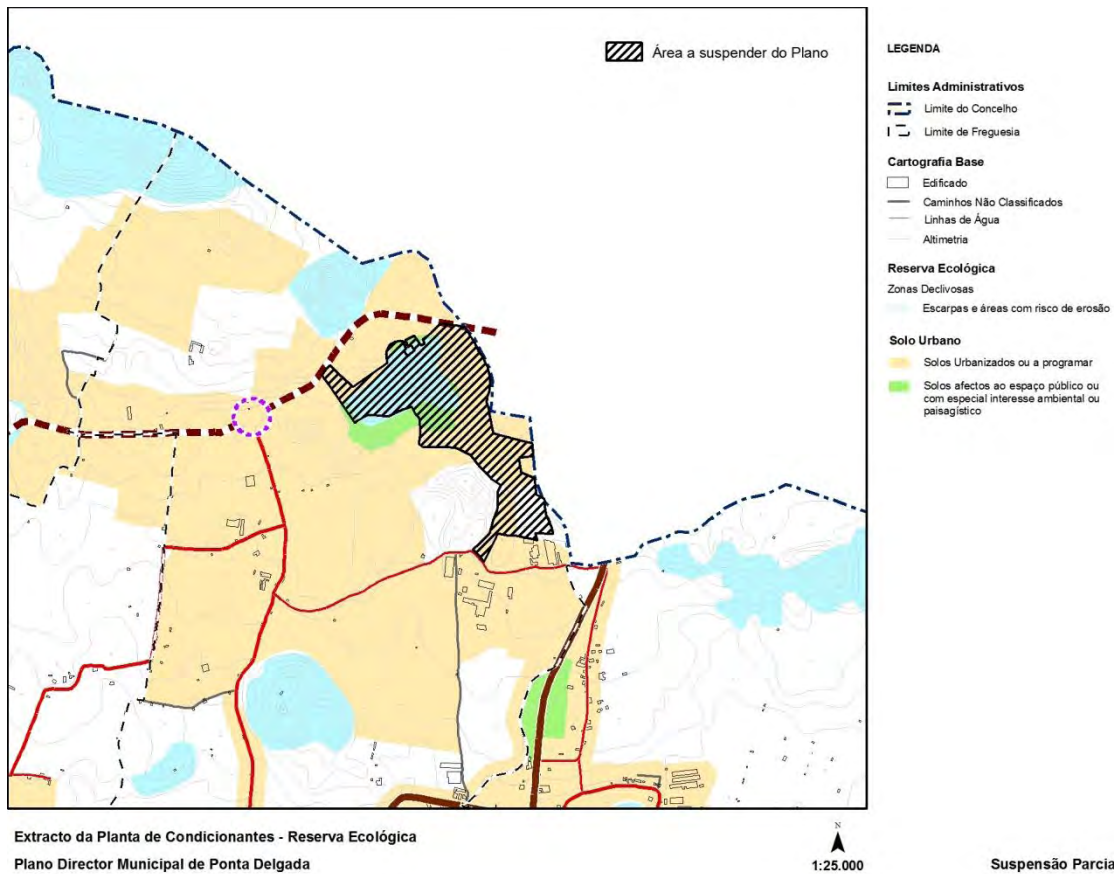 Área a suspender do Plano
LEGENDA
Limites Administrativos
Limite do Concelho
Limite de Freguesia
Cartografia Base
Edificado
Caminhos Não Classificados
Linhas de Água
Altimetria
Reserva Ecológica
Zonas Declivosas
Escarpas e áreas com risco de erosão
Solo Urbano
Solos Urbanizados ou a programar
Solos afectos ao espaço público ou
com especial interesse ambiental ou
paisagístico
Extracto da Planta de Condicionantes - Reserva Ecológica
Plano Director Municipal de Ponta Delgada
N
1:25.000
Suspensão Parcia